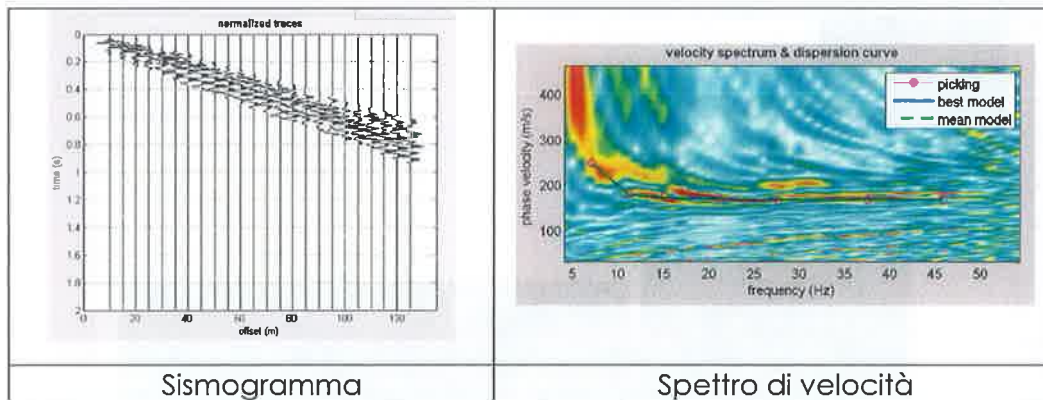 normalized traces
0
0.2
0.4
0.6
0.8
1
1.2
1.4
1.6
1.8
2
time (s)
0 20 40 60 80 100 120
offset (m)
velocity spectrum & dispersion curve
picking
best model
mean model
400
300
200
100
phase velocity (m/s)
5 10 15 20 25 30 35 40 45 50
frequency (Hz)
Sismogramma
Spettro di velocità